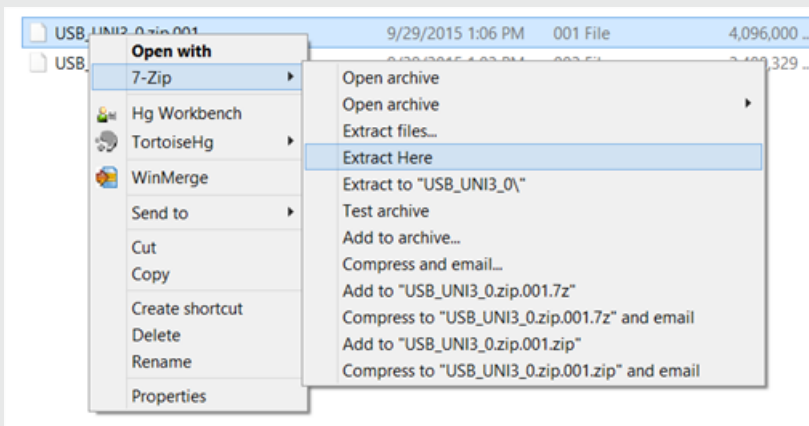 USB_UNI3_0.zip.001 9/29/2015 1:06 PM 001 File 4,096,000 ...
USB_ ,329 ...
Open with
7-Zip
Hg Workbench
TortoiseHg
WinMerge
Send to
Cut
Copy
Create shortcut
Delete
Rename
Properties
Open archive
Open archive
Extract files...
Extract Here
Extract to "USB_UNI3_0\"
Test archive
Add to archive...
Compress and email...
Add to "USB_UNI3_0.zip.001.7z"
Compress to "USB_UNI3_0.zip.001.7z" and email
Add to "USB_UNI3_0.zip.001.zip"
Compress to "USB_UNI3_0.zip.001.zip" and email